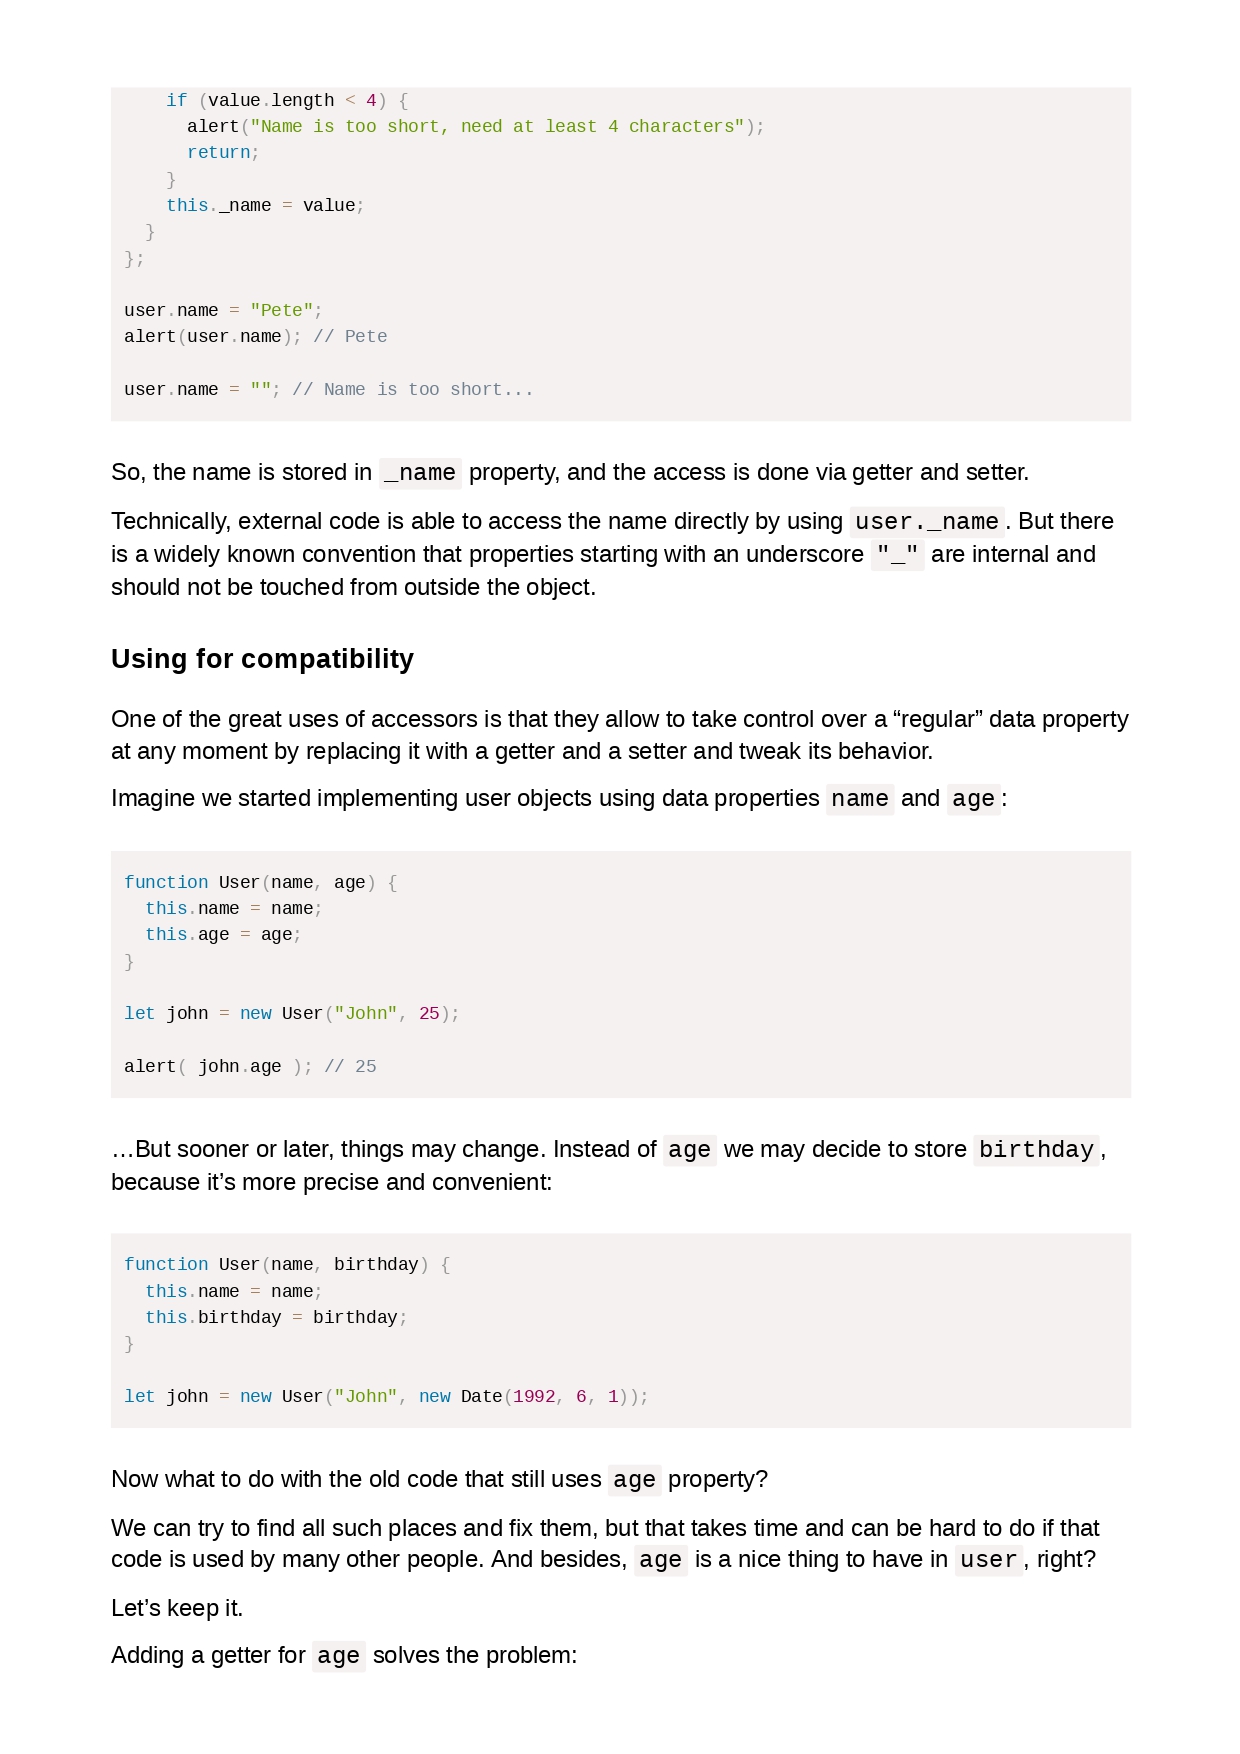 if (value.length < 4) {
      alert("Name is too short, need at least 4 characters");
      return;
    }
    this._name = value;
  }
};

user.name = "Pete";
alert(user.name); // Pete

user.name = ""; // Name is too short...

So, the name is stored in _name property, and the access is done via getter and setter.
Technically, external code is able to access the name directly by using user._name. But there
is a widely known convention that properties starting with an underscore "_" are internal and
should not be touched from outside the object.

Using for compatibility

One of the great uses of accessors is that they allow to take control over a “regular” data property
at any moment by replacing it with a getter and a setter and tweak its behavior.
Imagine we started implementing user objects using data properties name and age:

function User(name, age) {
  this.name = name;
  this.age = age;
}

let john = new User("John", 25);

alert( john.age ); // 25

…But sooner or later, things may change. Instead of age we may decide to store birthday,
because it’s more precise and convenient:

function User(name, birthday) {
  this.name = name;
  this.birthday = birthday;
}

let john = new User("John", new Date(1992, 6, 1));

Now what to do with the old code that still uses age property?
We can try to find all such places and fix them, but that takes time and can be hard to do if that
code is used by many other people. And besides, age is a nice thing to have in user, right?
Let’s keep it.
Adding a getter for age solves the problem: